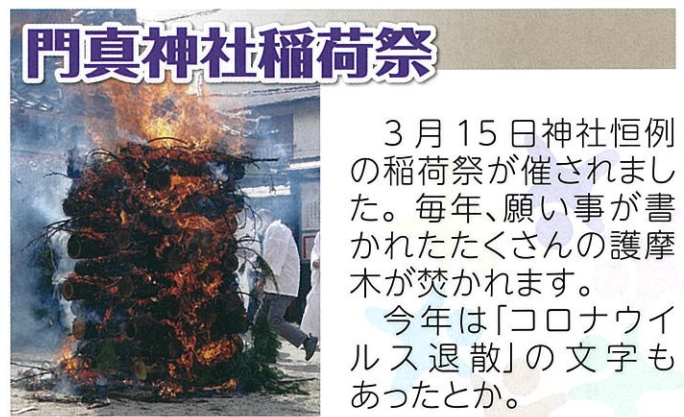 門真神社稲荷祭
３月15日神社恒例
の稲荷祭が催されまし
た。毎年、願い事が書
かれたたくさんの護摩
木が焚かれます。
今年は「コロナウイ
ルス退散」の文字も
あったとか。